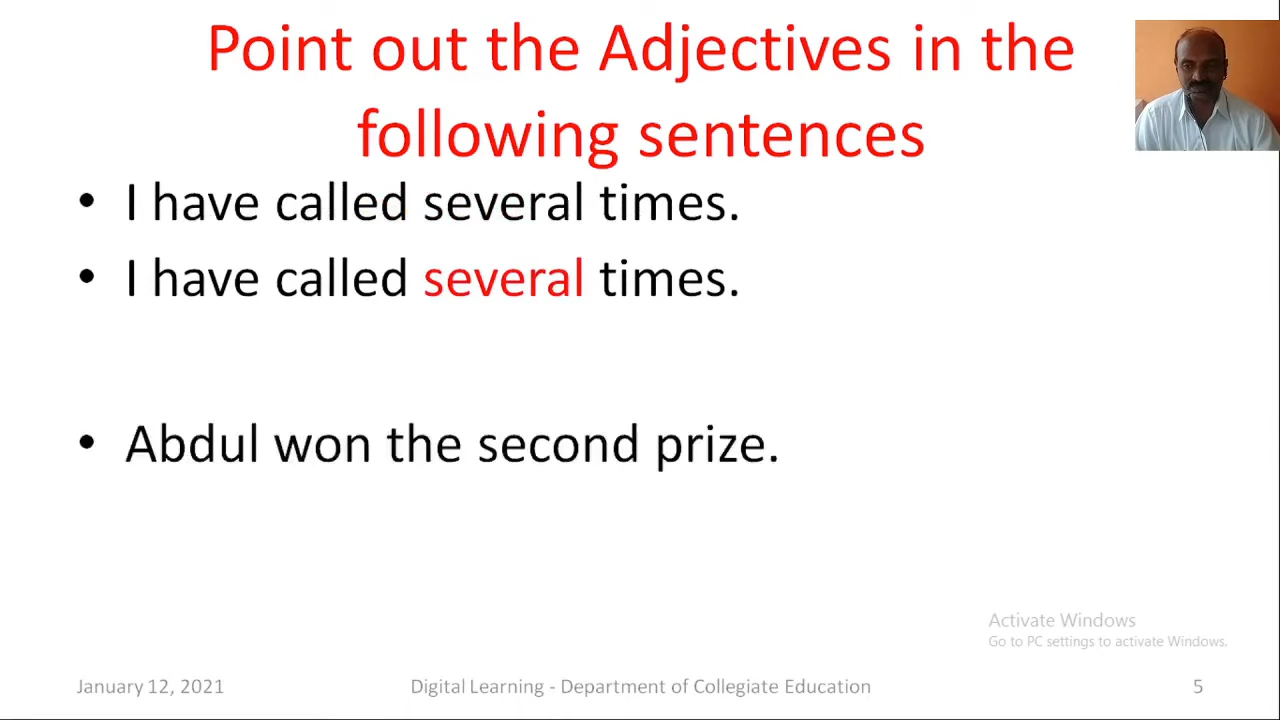 Point out the Adjectives in the
following sentences
• I have called several times.
• I have called several times.
• Abdul won the second prize.
Activate Windows
Go to PC settings to activate Windows.
January 12, 2021
Digital Learning - Department of Collegiate Education
5